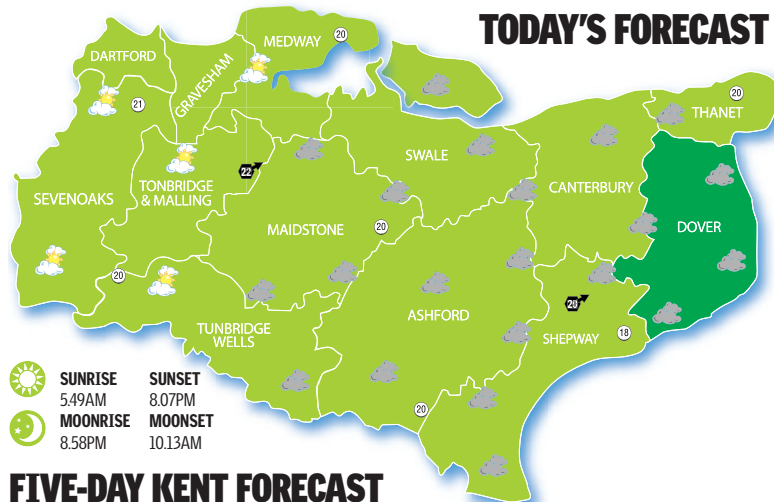 TODAY'S FORECAST
MEDWAY
20
DARTFORD
GRAVESHAM
21
20
THANET
SWALE
22
TONBRIDGE
& MALLING
SEVENOAKS
CANTERBURY
MAIDSTONE
20
DOVER
20
20
ASHFORD
TUNBRIDGE
WELLS
SHEPWAY
18
20
SUNRISE
5.49AM
SUNSET
8.07PM
MOONRISE
8.58PM
MOONSET
10.13AM
FIVE-DAY KENT FORECAST